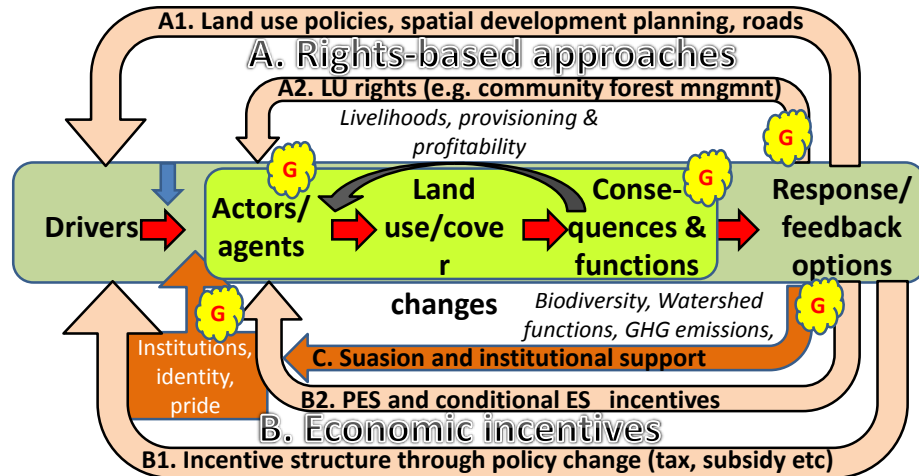 A1. Land use policies, spatial development planning, roads
A. Rights-based approaches
A2. LU rights (e.g. community forest mngmnt)
Livelihoods, provisioning &
profitability
G
G
G
Drivers
Actors/
agents
Land
use/cove
r
changes
Conse-
quences &
functions
Response/
feedback
options
Biodiversity, Watershed
functions, GHG emissions,
G
G
Institutions,
identity,
pride
C. Suasion and institutional support
B2. PES and conditional ES incentives
B. Economic incentives
B1. Incentive structure through policy change (tax, subsidy etc)